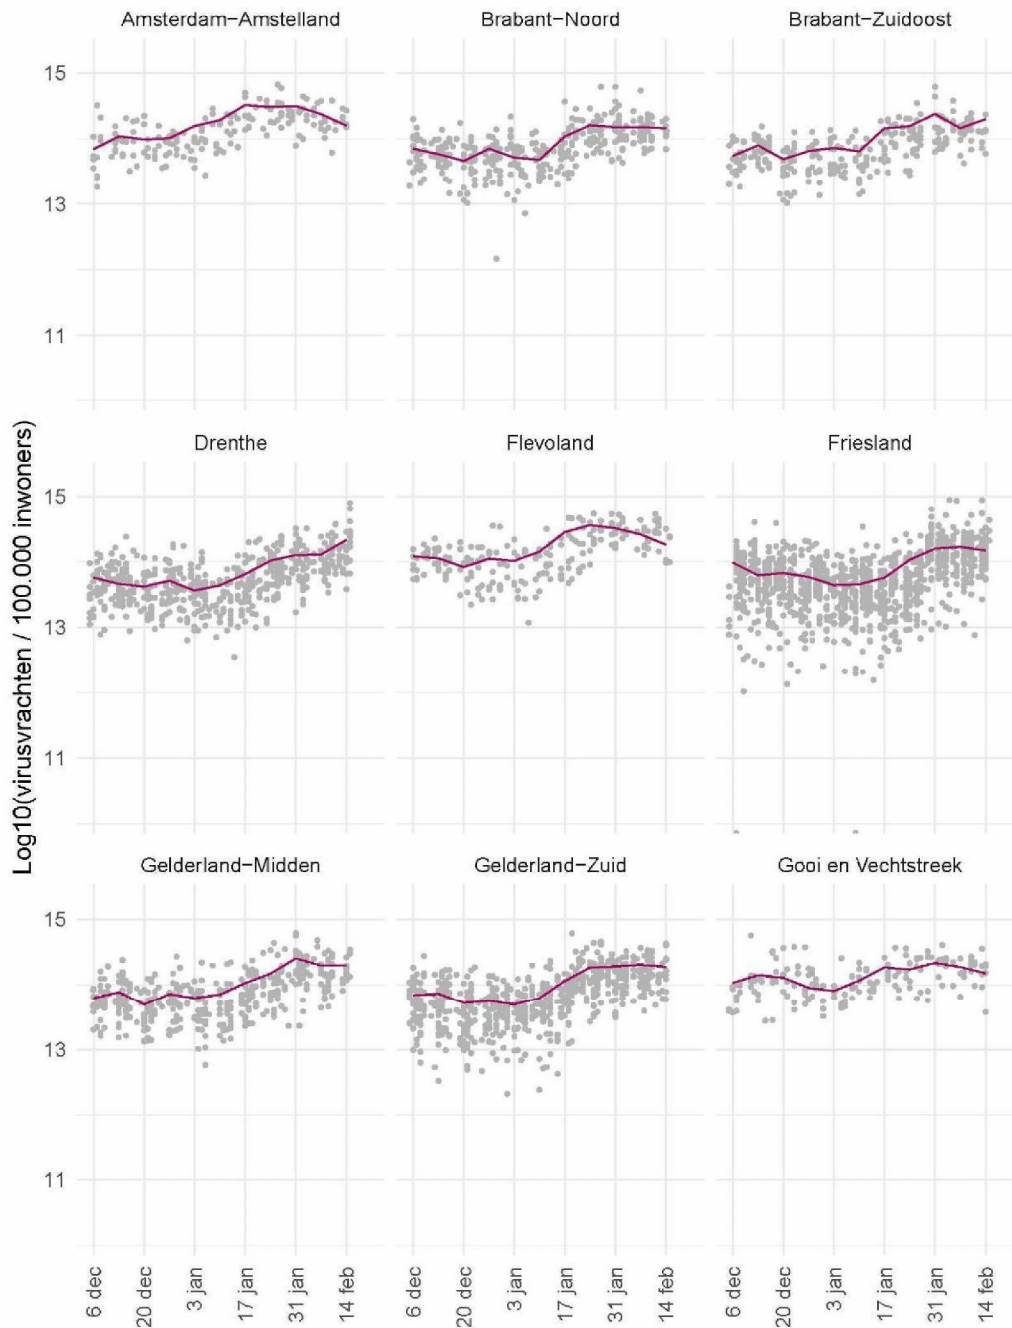 Amsterdam−Amstelland
Brabant−Noord
Brabant−Zuidoost
15
13
11
Drenthe
Flevoland
Friesland
15
13
11
Log10(virusvrachten / 100.000 inwoners)
Gelderland−Midden
Gelderland−Zuid
Gooi en Vechtstreek
15
13
11
6 dec
20 dec
3 jan
17 jan
31 jan
14 feb
6 dec
20 dec
3 jan
17 jan
31 jan
14 feb
6 dec
20 dec
3 jan
17 jan
31 jan
14 feb